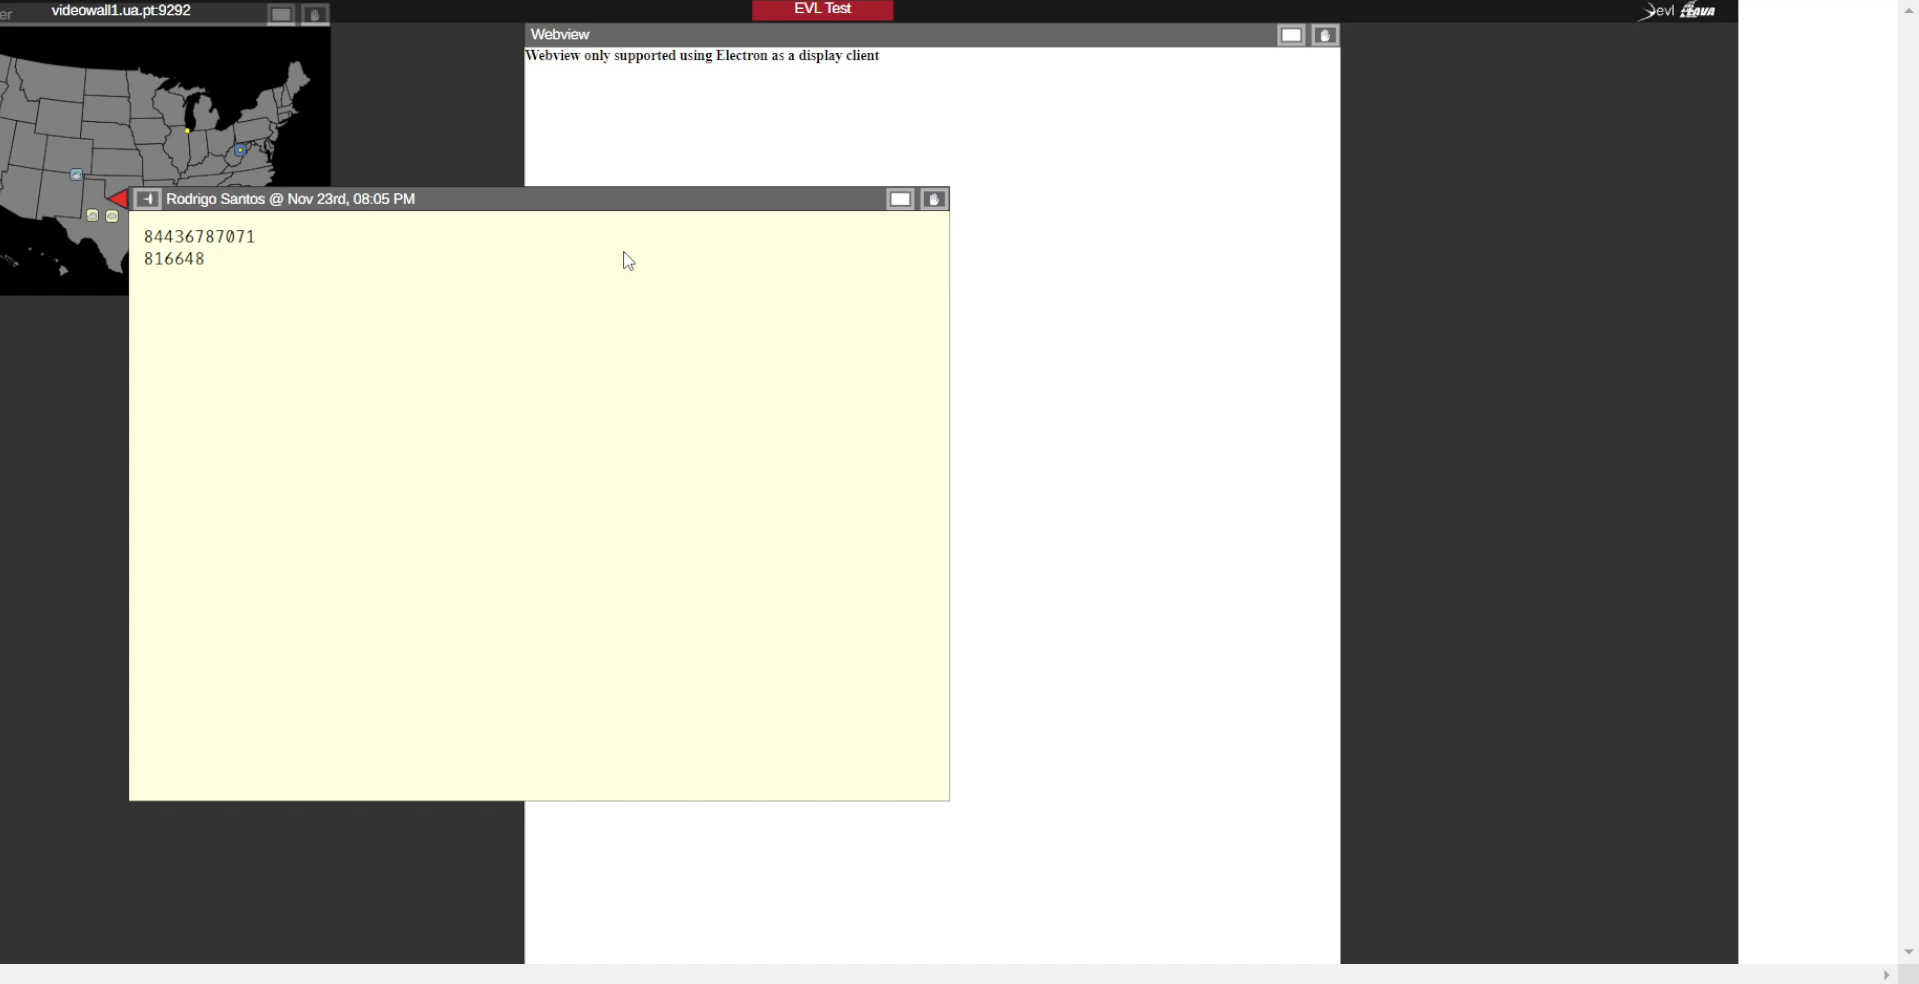 er
videowall1.ua.pt:9292
EVL Test
evl LAVA
Webview
Webview only supported using Electron as a display client
Rodrigo Santos @ Nov 23rd, 08:05 PM
84436787071
816648